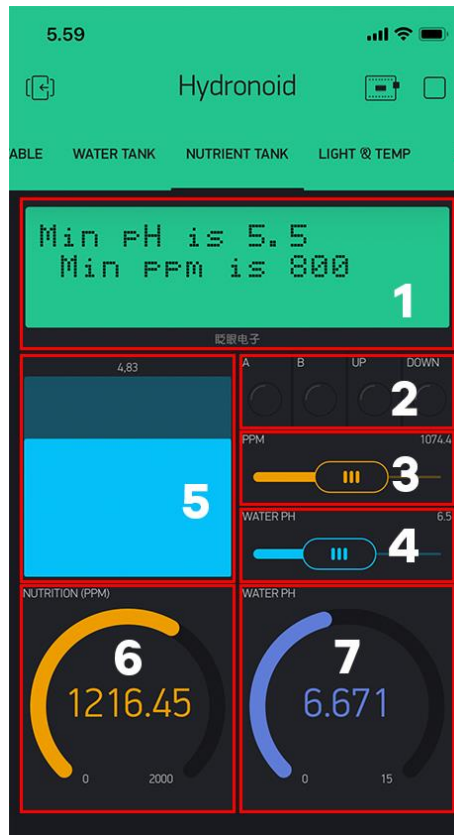 5.59
Hydronoid
ABLE WATER TANK NUTRIENT TANK LIGHT & TEMP
Min pH is 5.5
Min ppm is 800
1
眨眼电子
4,83
A B UP DOWN
2
PPM 1074.4
3
5
WATER PH 6.5
4
NUTRITION (PPM) WATER PH
6 7
1216.45 6.671
0 2000 0 15